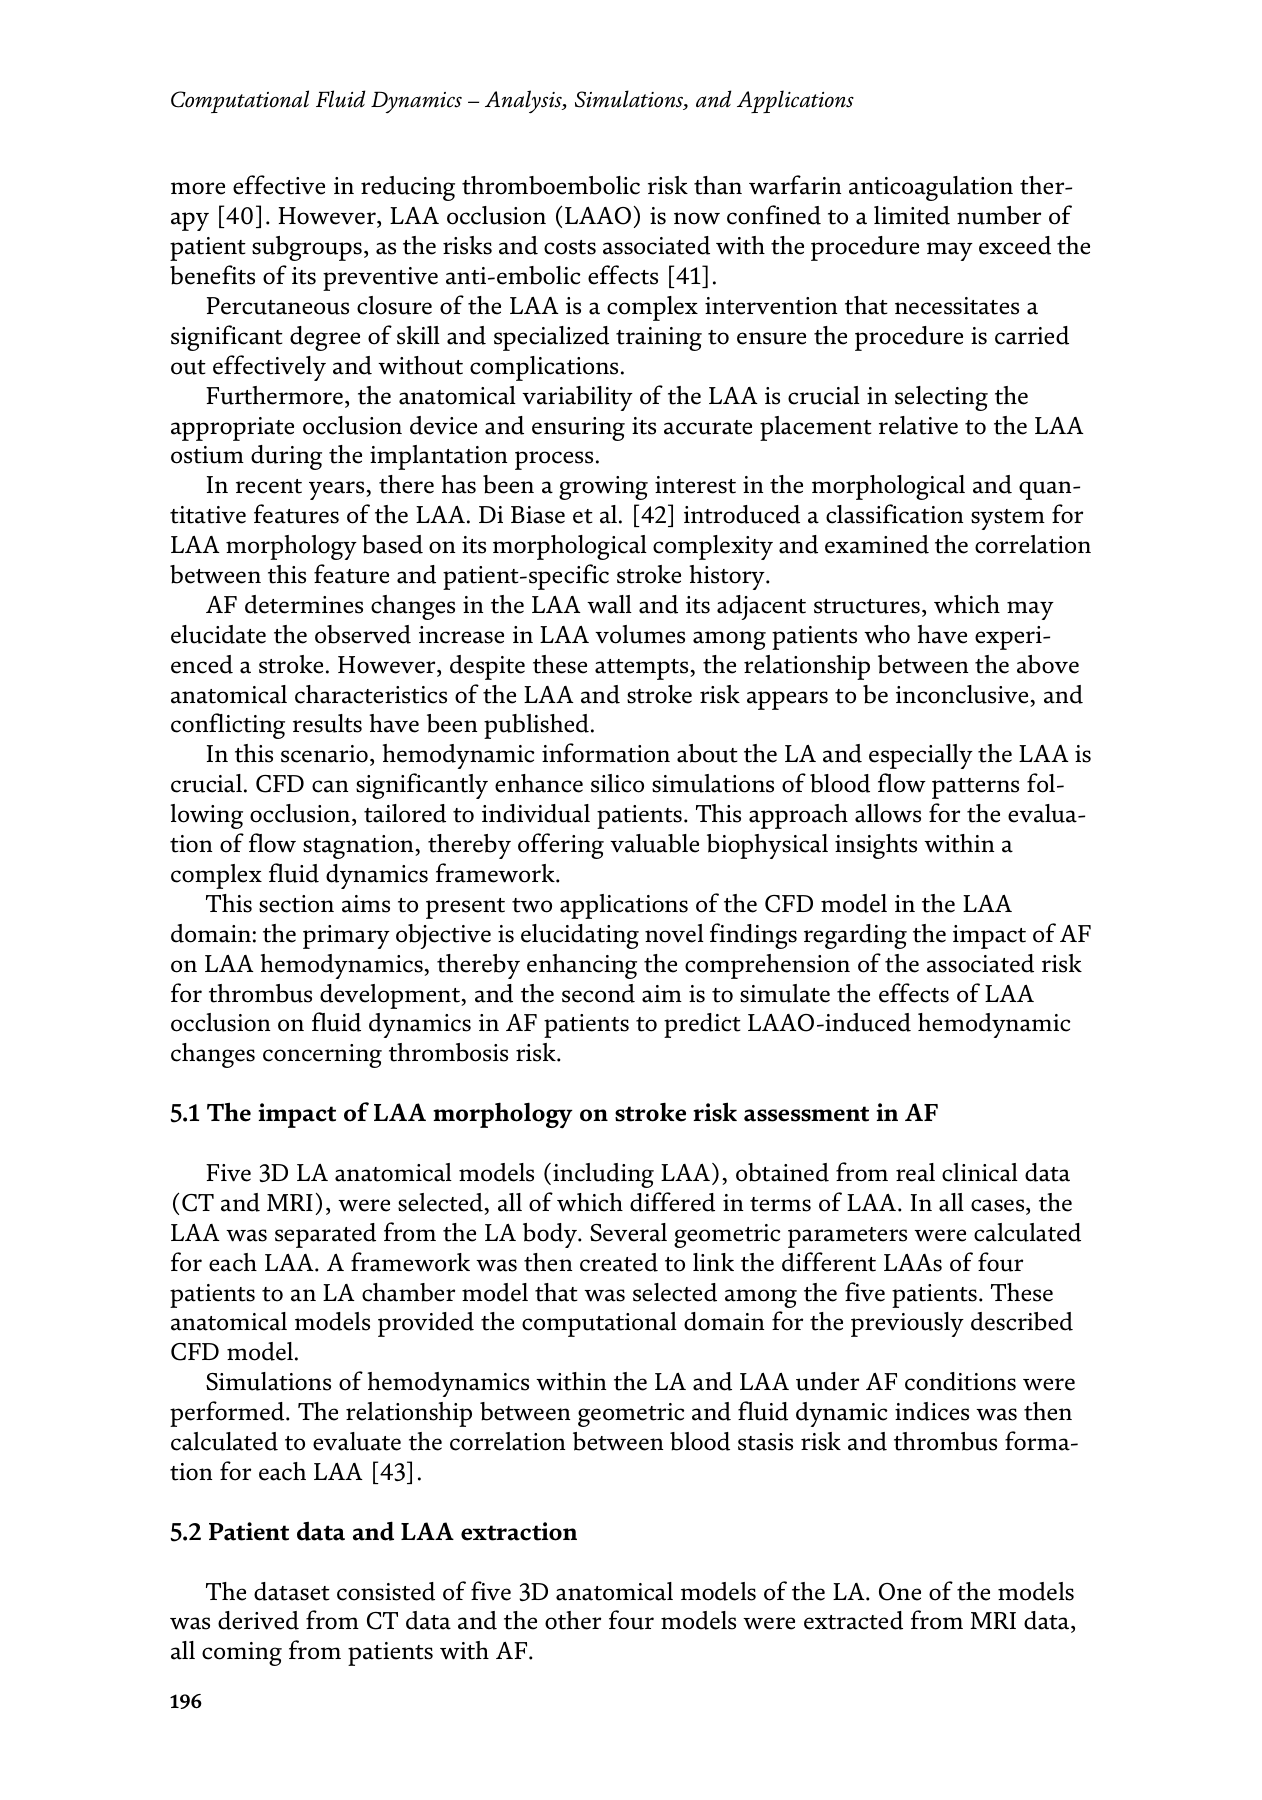 Computational Fluid Dynamics – Analysis, Simulations, and Applications
more effective in reducing thromboembolic risk than warfarin anticoagulation ther-
apy [40]. However, LAA occlusion (LAAO) is now confined to a limited number of
patient subgroups, as the risks and costs associated with the procedure may exceed the
benefits of its preventive anti-embolic effects [41].
Percutaneous closure of the LAA is a complex intervention that necessitates a
significant degree of skill and specialized training to ensure the procedure is carried
out effectively and without complications.
Furthermore, the anatomical variability of the LAA is crucial in selecting the
appropriate occlusion device and ensuring its accurate placement relative to the LAA
ostium during the implantation process.
In recent years, there has been a growing interest in the morphological and quan-
titative features of the LAA. Di Biase et al. [42] introduced a classification system for
LAA morphology based on its morphological complexity and examined the correlation
between this feature and patient-specific stroke history.
AF determines changes in the LAA wall and its adjacent structures, which may
elucidate the observed increase in LAA volumes among patients who have experi-
enced a stroke. However, despite these attempts, the relationship between the above
anatomical characteristics of the LAA and stroke risk appears to be inconclusive, and
conflicting results have been published.
In this scenario, hemodynamic information about the LA and especially the LAA is
crucial. CFD can significantly enhance silico simulations of blood flow patterns fol-
lowing occlusion, tailored to individual patients. This approach allows for the evalua-
tion of flow stagnation, thereby offering valuable biophysical insights within a
complex fluid dynamics framework.
This section aims to present two applications of the CFD model in the LAA
domain: the primary objective is elucidating novel findings regarding the impact of AF
on LAA hemodynamics, thereby enhancing the comprehension of the associated risk
for thrombus development, and the second aim is to simulate the effects of LAA
occlusion on fluid dynamics in AF patients to predict LAAO-induced hemodynamic
changes concerning thrombosis risk.
5.1 The impact of LAA morphology on stroke risk assessment in AF
Five 3D LA anatomical models (including LAA), obtained from real clinical data
(CT and MRI), were selected, all of which differed in terms of LAA. In all cases, the
LAA was separated from the LA body. Several geometric parameters were calculated
for each LAA. A framework was then created to link the different LAAs of four
patients to an LA chamber model that was selected among the five patients. These
anatomical models provided the computational domain for the previously described
CFD model.
Simulations of hemodynamics within the LA and LAA under AF conditions were
performed. The relationship between geometric and fluid dynamic indices was then
calculated to evaluate the correlation between blood stasis risk and thrombus forma-
tion for each LAA [43].
5.2 Patient data and LAA extraction
The dataset consisted of five 3D anatomical models of the LA. One of the models
was derived from CT data and the other four models were extracted from MRI data,
all coming from patients with AF.
196